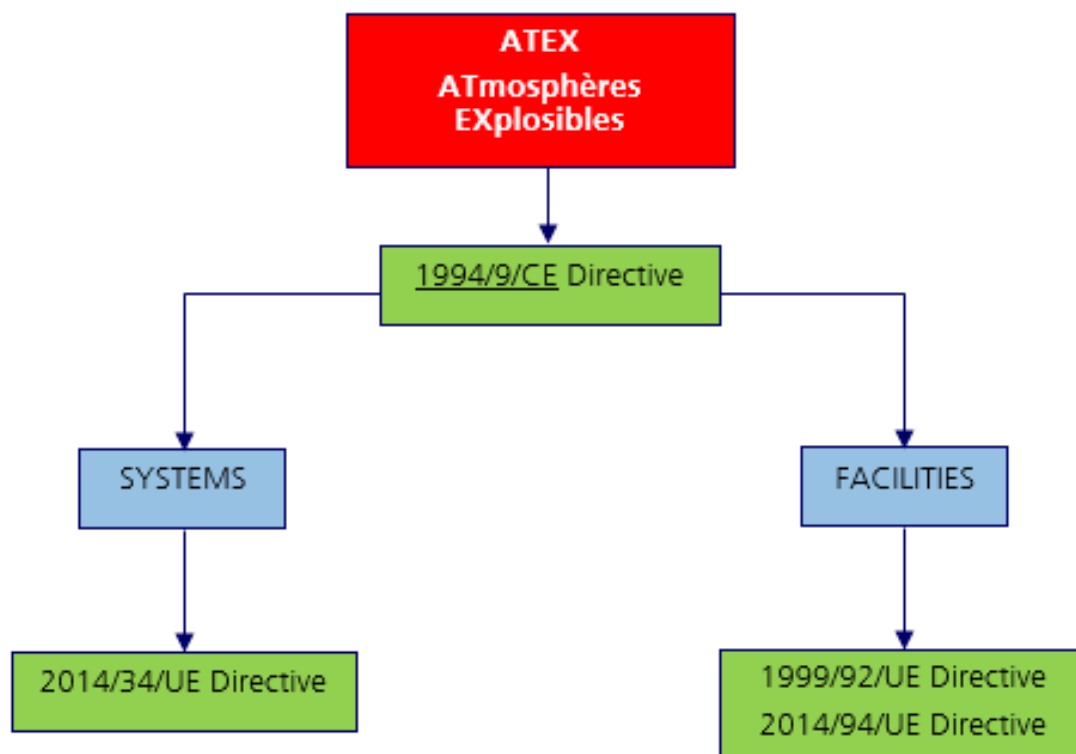 ATEX
ATmosphères
EXplosibles
1994/9/CE Directive
SYSTEMS
FACILITIES
2014/34/UE Directive
1999/92/UE Directive
2014/94/UE Directive